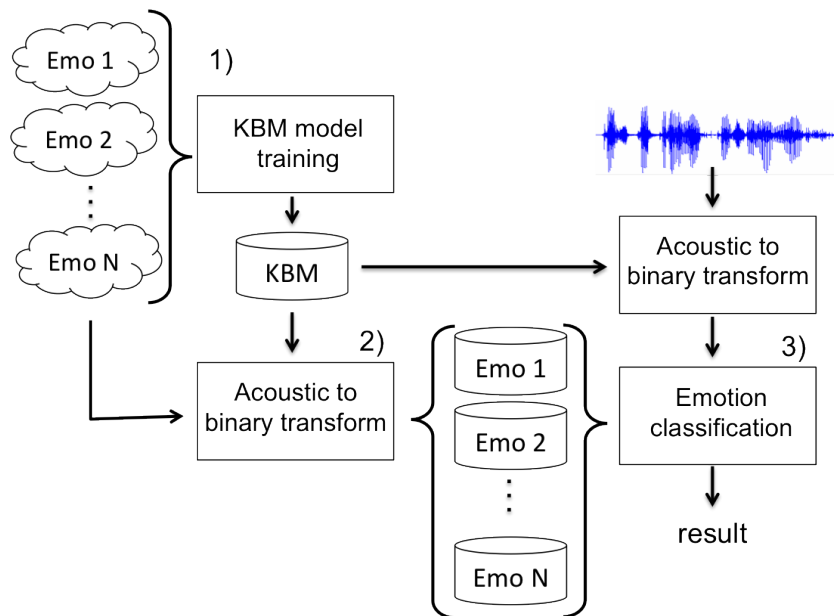 1)
Emo 1
Emo 2
Emo N
KBM model
training
KBM
Acoustic to
binary transform
2)
Acoustic to
binary transform
Emo 1
Emo 2
Emo N
3)
Emotion
classification
result